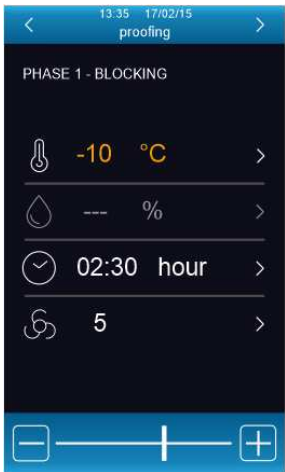 13:35 17/02/15
proofing
PHASE 1 - BLOCKING
-10 °C
--- %
02:30 hour
5